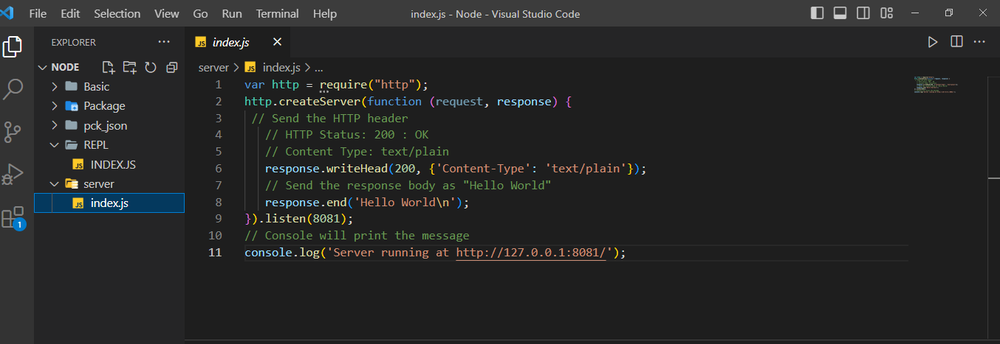 File Edit Selection View Go Run Terminal Help index.js - Node - Visual Studio Code
EXPLORER ...
NODE
Basic
Package
pck_json
REPL
JS INDEX.JS
server
JS index.js
1
JS index.js
server > JS index.js > ...
1 var http = require("http");
2 http.createServer(function (request, response) {
3 // Send the HTTP header
4 // HTTP Status: 200 : OK
5 // Content Type: text/plain
6 response.writeHead(200, {'Content-Type': 'text/plain'});
7 // Send the response body as "Hello World"
8 response.end('Hello World\n');
9 }).listen(8081);
10 // Console will print the message
11 console.log('Server running at http://127.0.0.1:8081/');